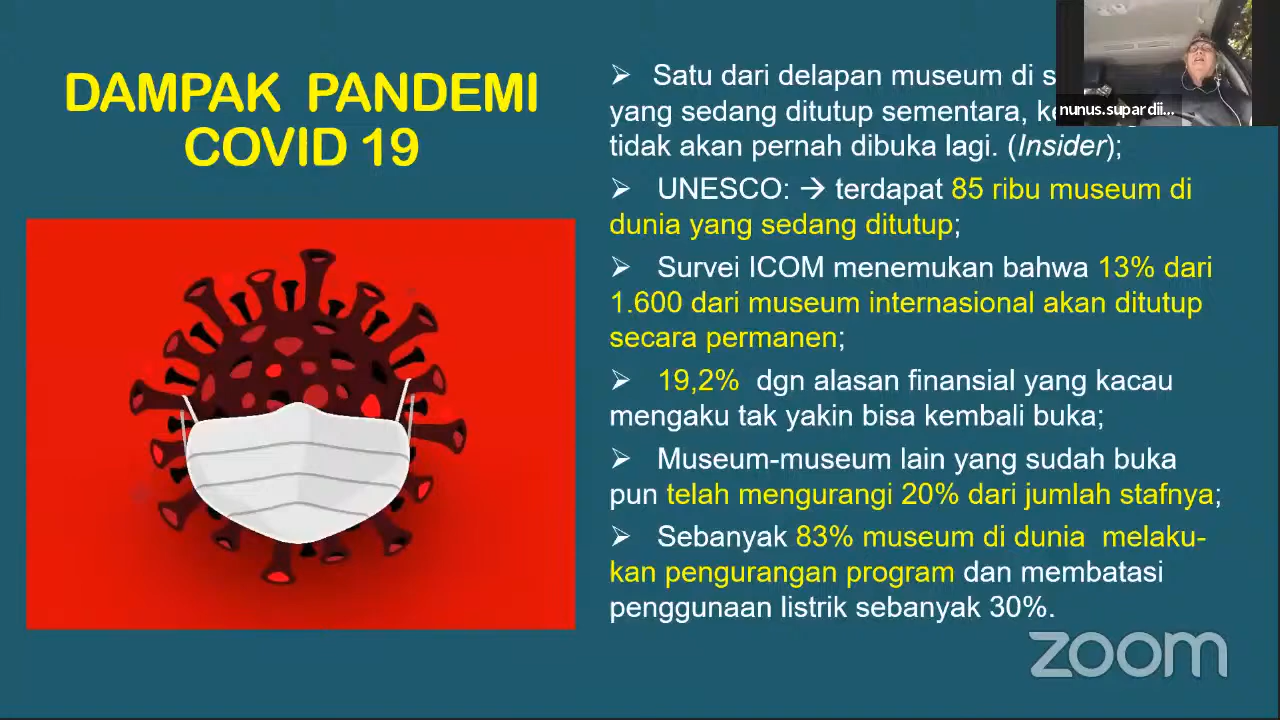 DAMPAK PANDEMI
COVID 19
➢ Satu dari delapan museum di
yang sedang ditutup sementara,
tidak akan pernah dibuka lagi. (Insider);
➢ UNESCO: → terdapat 85 ribu museum di
dunia yang sedang ditutup;
➢ Survei ICOM menemukan bahwa 13% dari
1.600 dari museum internasional akan ditutup
secara permanen;
➢ 19,2% dgn alasan finansial yang kacau
mengaku tak yakin bisa kembali buka;
➢ Museum-museum lain yang sudah buka
pun telah mengurangi 20% dari jumlah stafnya;
➢ Sebanyak 83% museum di dunia melaku-
kan pengurangan program dan membatasi
penggunaan listrik sebanyak 30%.
nunus.supardii...
zoom